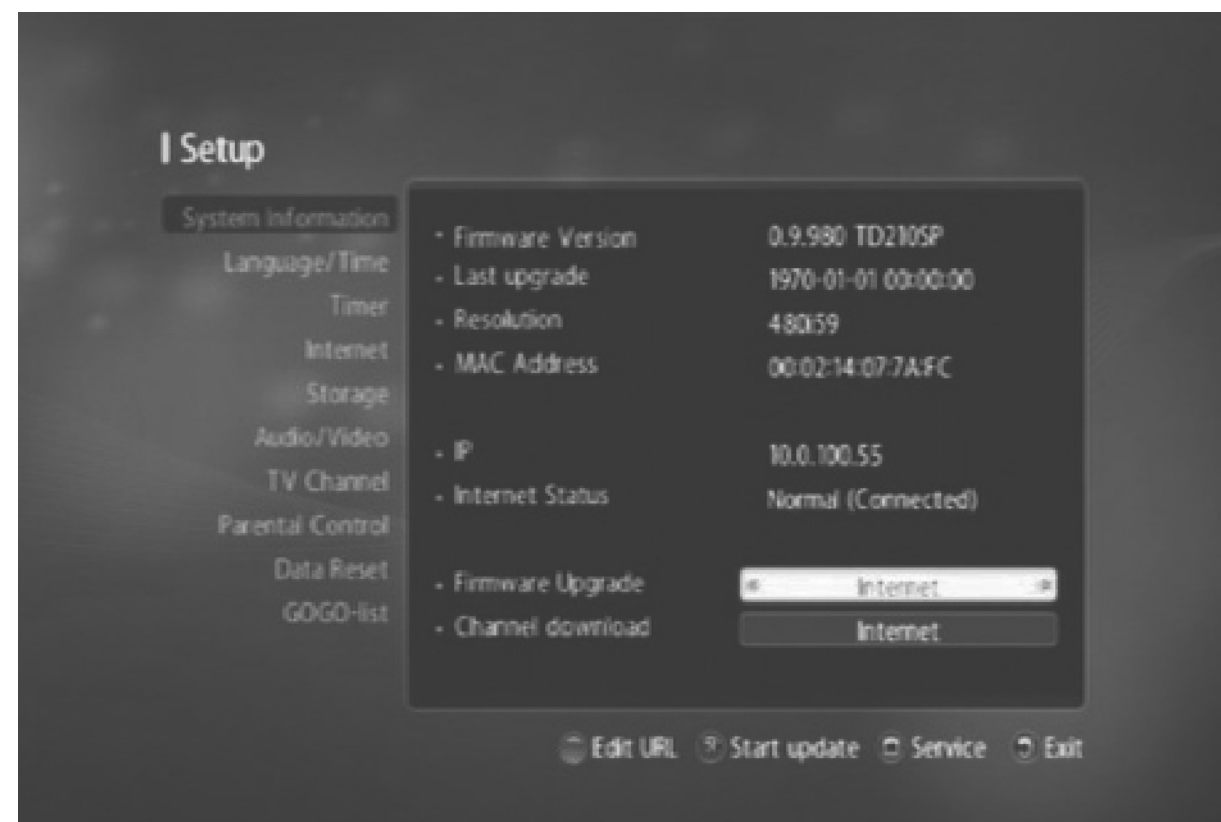 Setup
System Information
Language/Time
Timer
Internet
Storage
Audio/Video
TV Channel
Parental Control
Data Reset
GOGO-list
- Firmware Version 0.9.980 TD210SP
- Last upgrade 1970-01-01 00:00:00
- Resolution 480i59
- MAC Address 00:02:14:07:7A:FC
- IP 10.0.100.55
- Internet Status Normal (Connected)
- Firmware Upgrade Internet
- Channel download Internet
Edit URL Start update Service Exit